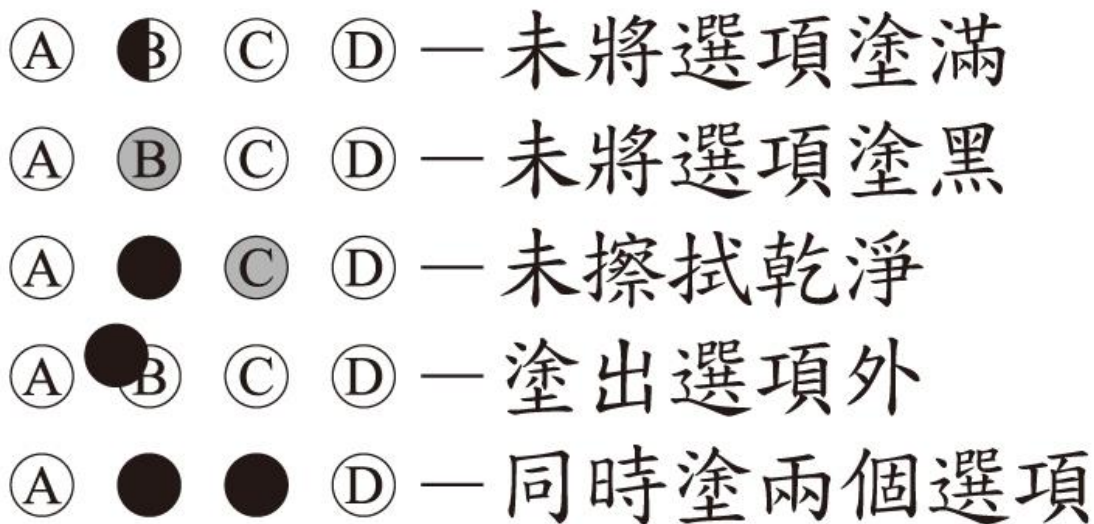 A B C D — 未將選項塗滿
A B C D — 未將選項塗黑
A C D — 未擦拭乾淨
A B C D — 塗出選項外
A D — 同時塗兩個選項